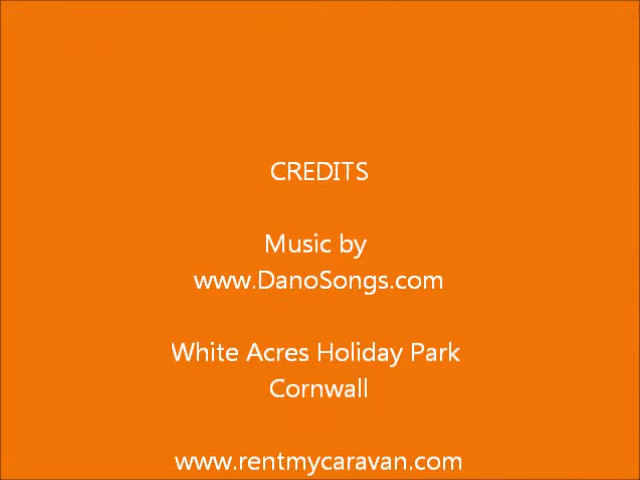 CREDITS
Music by
www.DanoSongs.com
White Acres Holiday Park
Cornwall
www.rentmycaravan.com